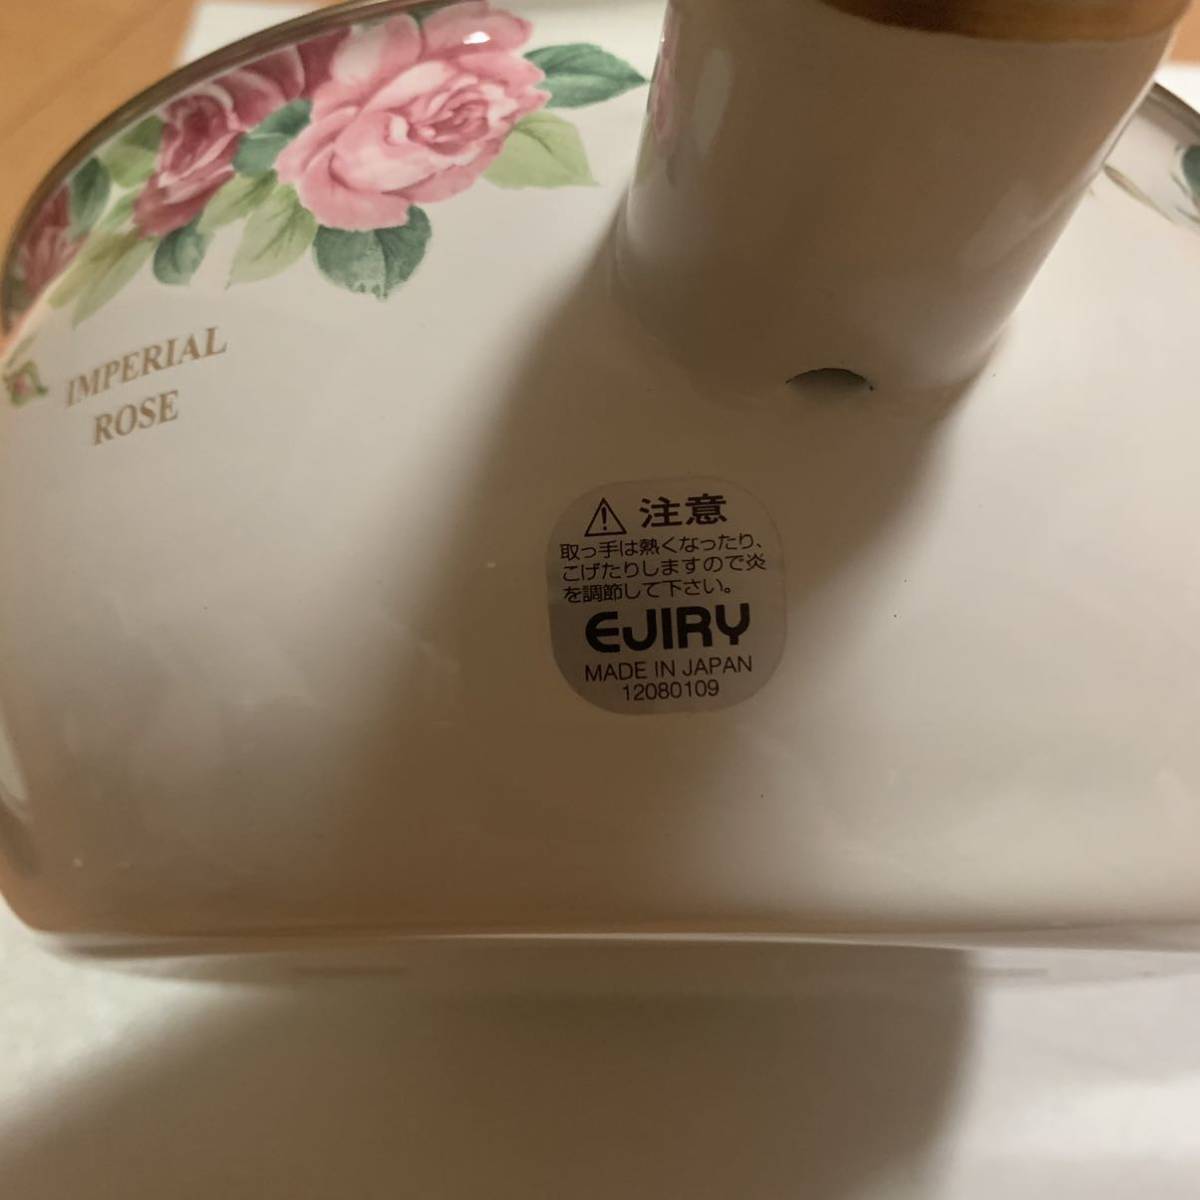 IMPERIAL
ROSE
注意
取っ手は熱くなったり、
こげたりしますので炎
を調節して下さい。
EJIRY
MADE IN JAPAN
12080109